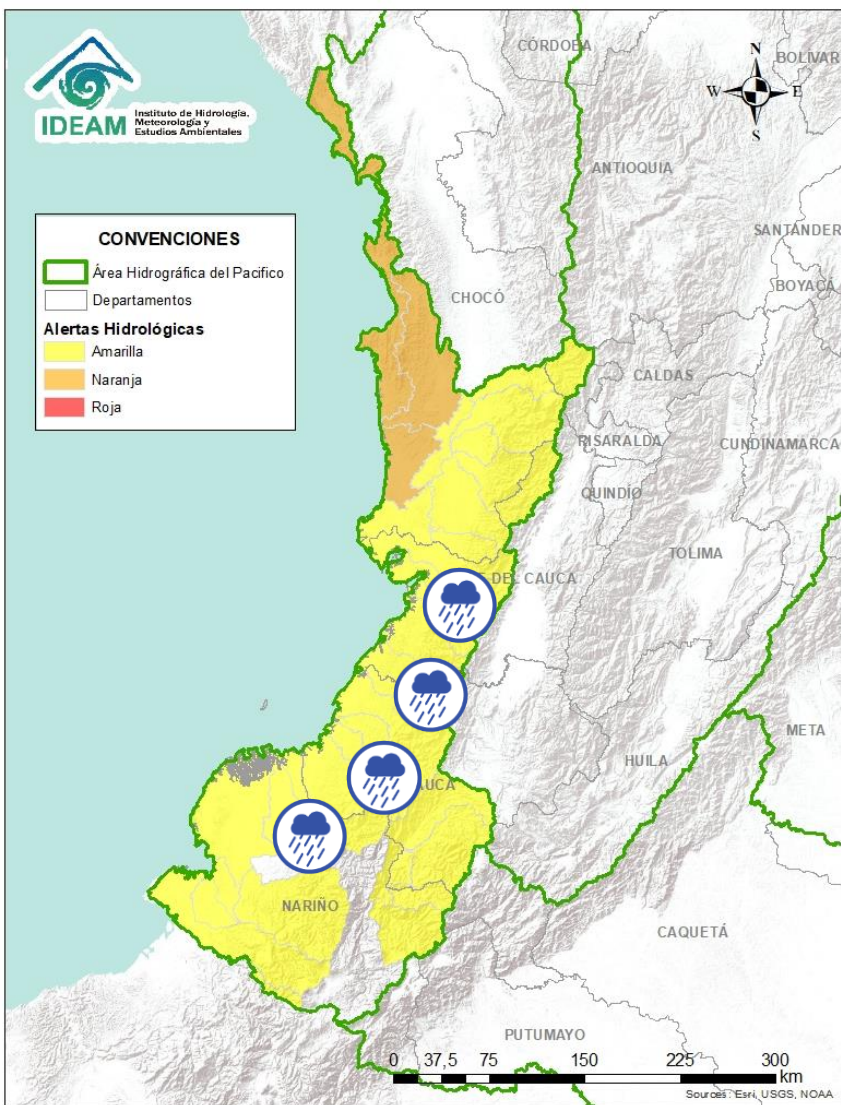 IDEAM
Instituto de Hidrología,
Meteorología y
Estudios Ambientales
CÓRDOBA
BOLIVAR
N
W
E
S
ANTIOQUIA
SANTANDER
BOYACÁ
CONVENCIONES
Área Hidrográfica del Pacifico
Departamentos
Alertas Hidrológicas
Amarilla
Naranja
Roja
CHOCÓ
CALDAS
RISARALDA
CUNDINAMARCA
QUINDÍO
TOLIMA
DEL CAUCA
META
HUILA
AUCA
NARIÑO
CAQUETÁ
PUTUMAYO
0 37,5 75 150 225 300
km
Sources: Esri, USGS, NOAA